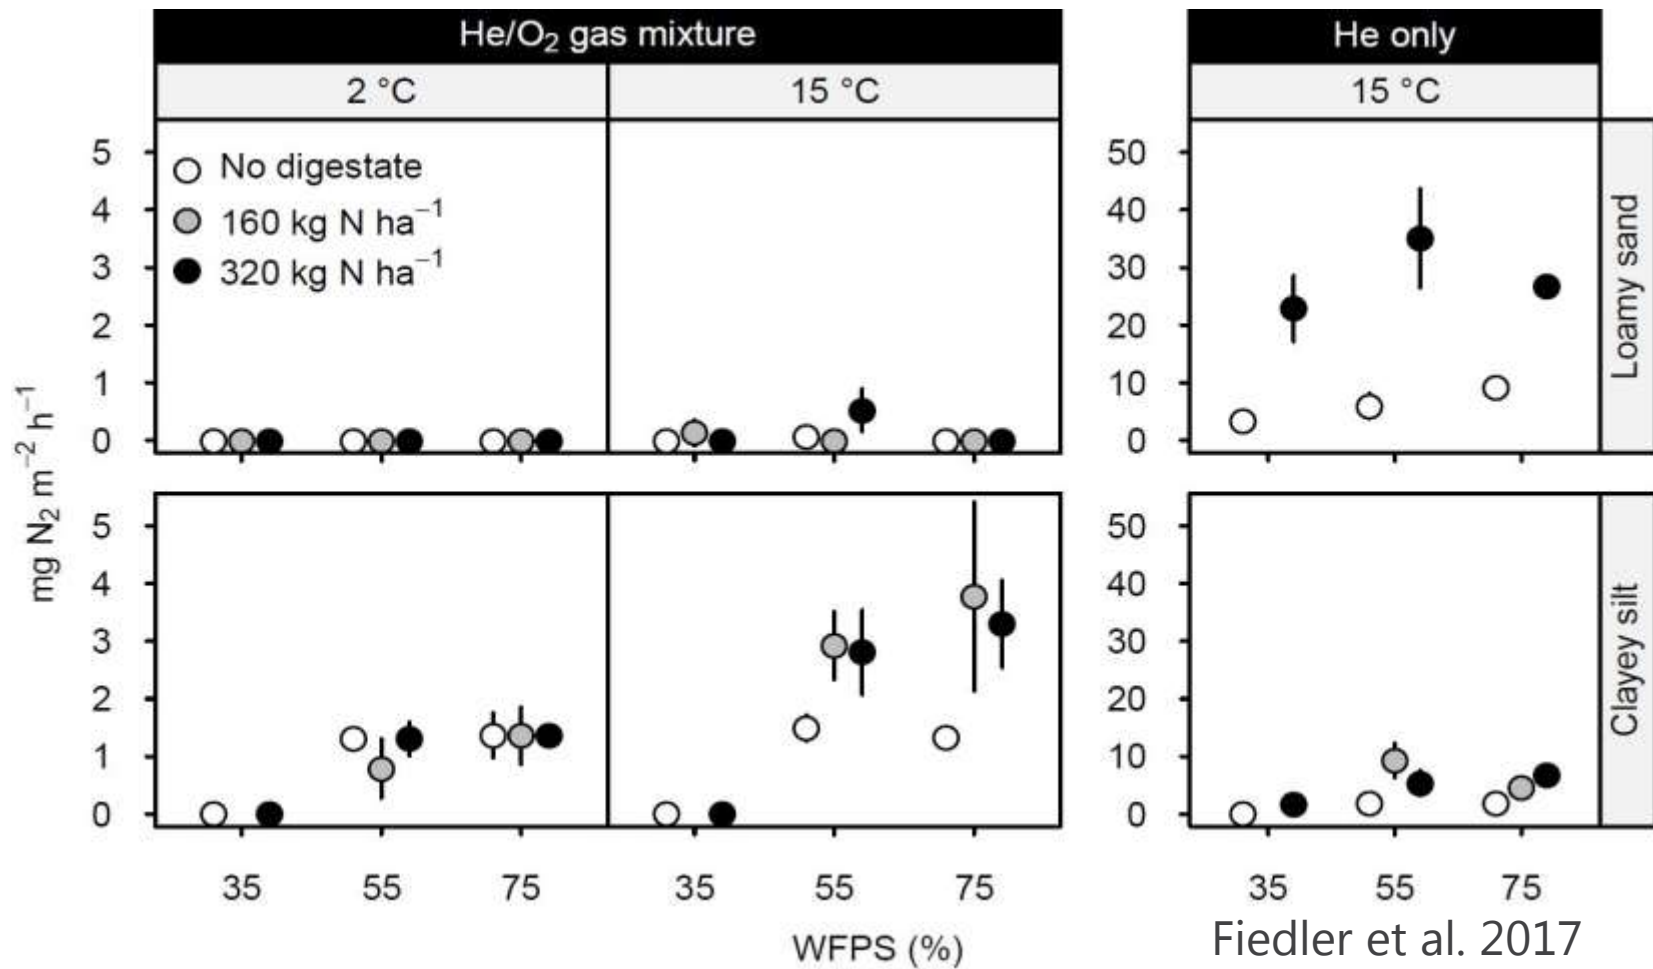 He/O₂ gas mixture
He only
2 °C
15 °C
15 °C
No digestate
160 kg N ha⁻¹
320 kg N ha⁻¹
5
4
3
2
1
0
50
40
30
20
10
0
Loamy sand
mg N₂ m⁻² h⁻¹
5
4
3
2
1
0
50
40
30
20
10
0
Clayey silt
35 55 75 35 55 75 35 55 75
WFPS (%)
Fiedler et al. 2017